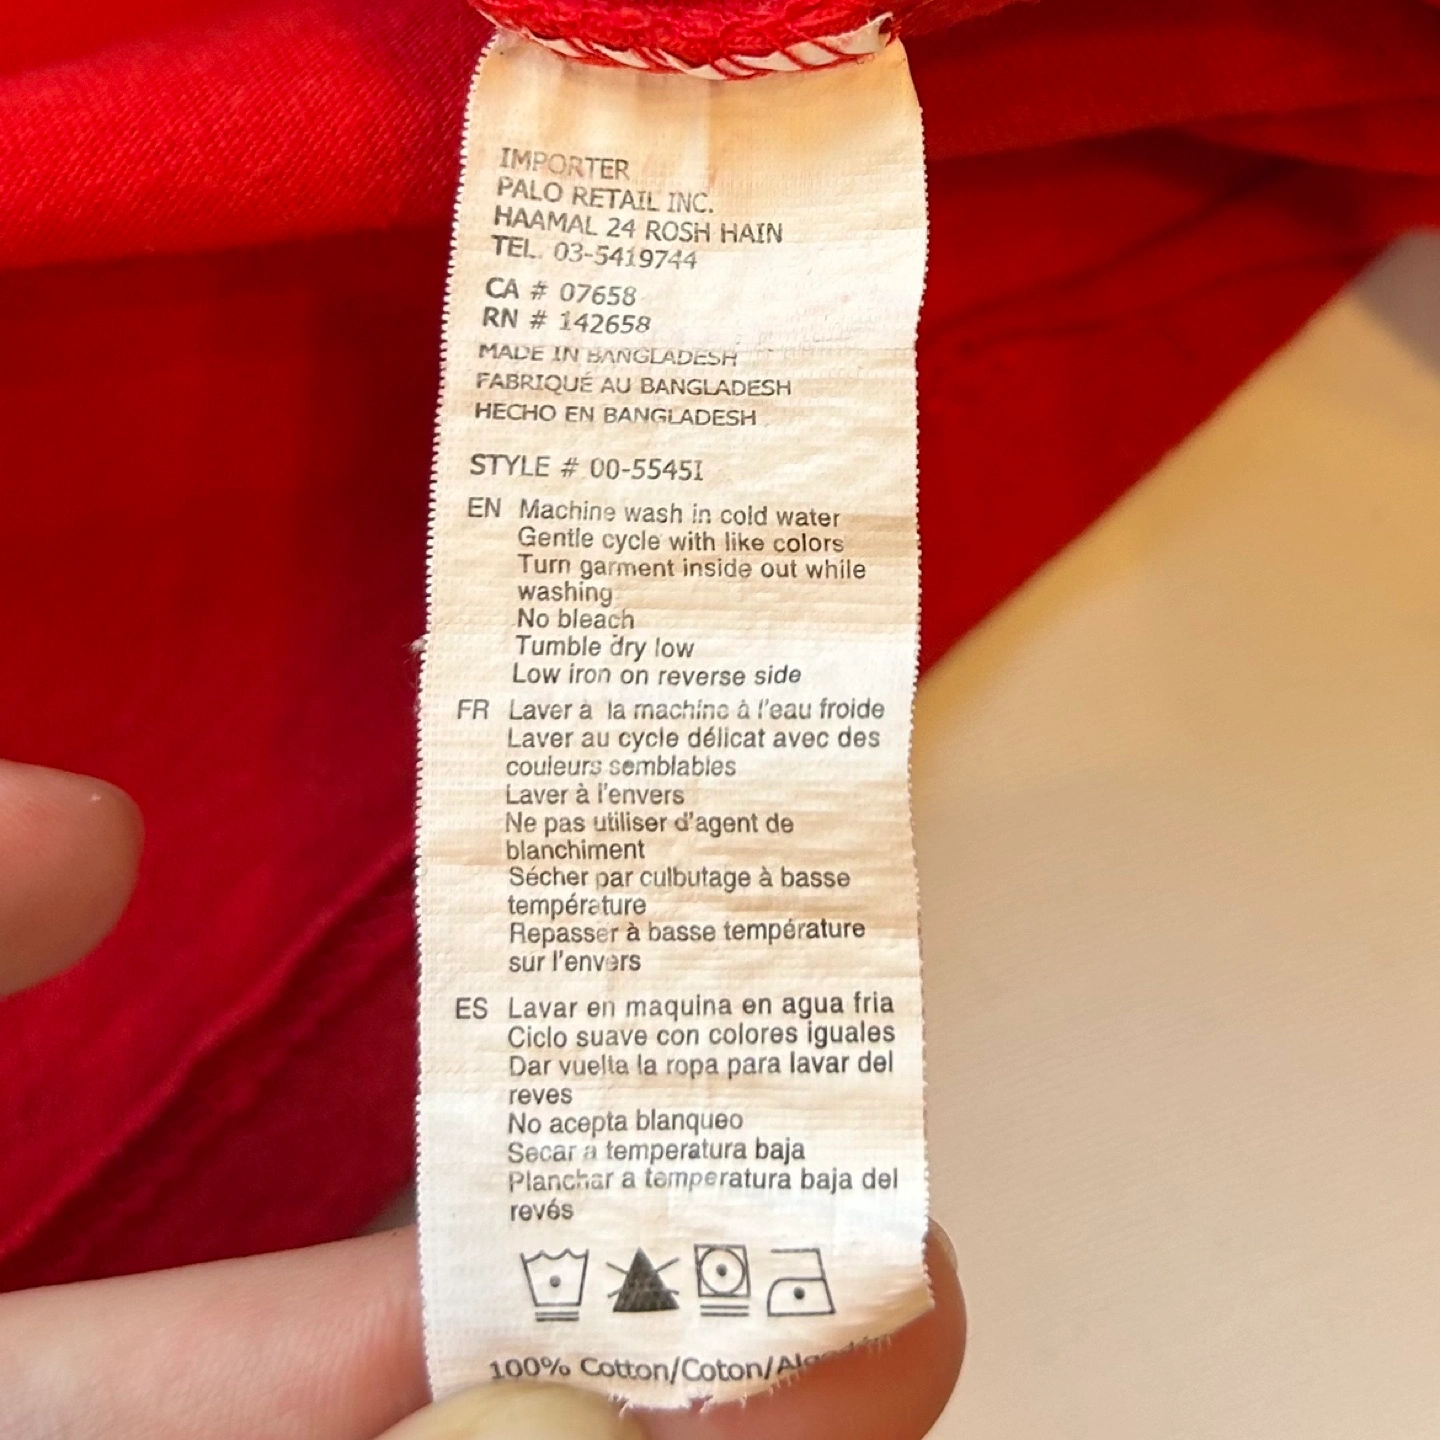 IMPORTER
PALO RETAIL INC.
HAAMAL 24 ROSH HAIN
TEL. 03-5419744
CA # 07658
RN # 142658
MADE IN BANGLADESH
FABRIQUÉ AU BANGLADESH
HECHO EN BANGLADESH
STYLE # 00-5545I
EN Machine wash in cold water
Gentle cycle with like colors
Turn garment inside out while
washing
No bleach
Tumble dry low
Low iron on reverse side
FR Laver à la machine à l'eau froide
Laver au cycle délicat avec des
couleurs semblables
Laver à l'envers
Ne pas utiliser d'agent de
blanchiment
Sécher par culbutage à basse
température
Repasser à basse température
sur l'envers
ES Lavar en maquina en agua fria
Ciclo suave con colores iguales
Dar vuelta la ropa para lavar del
reves
No acepta blanqueo
Secar a temperatura baja
Planchar a temperatura baja del
revés
100% Cotton/Coton/Algodón